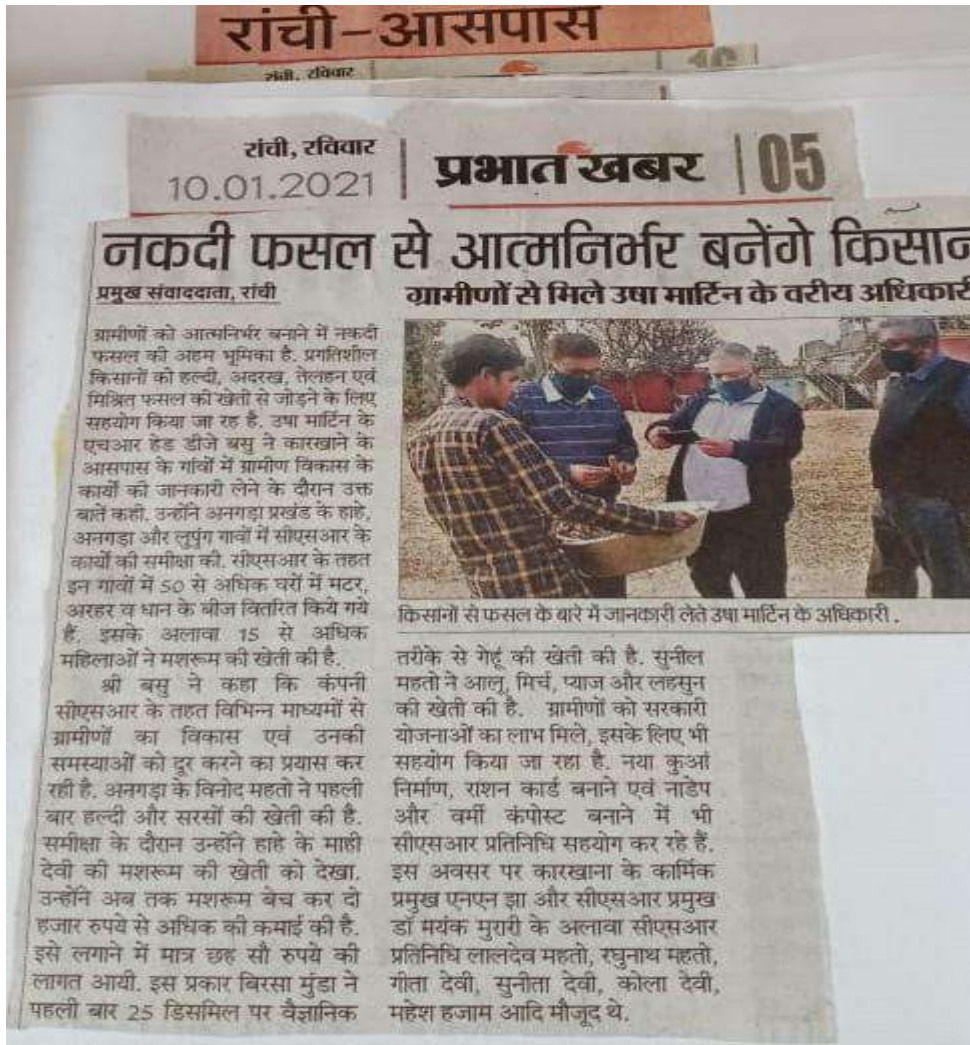 रांची-आसपास
रांची, रविवार
रांची, रविवार
10.01.2021
प्रभात खबर
05
नकदी फसल से आत्मनिर्भर बनेंगे किसान
प्रमुख संवाददाता, रांची
ग्रामीणों से मिले उषा मार्टिन के वरीय अधिकारी
ग्रामीणों को आत्मनिर्भर बनाने में नकदी
फसल की अहम भूमिका है. प्रगतिशील
किसानों को हल्दी, अदरख, तेलहन एवं
मिश्रित फसल की खेती से जोड़ने के लिए
सहयोग किया जा रह है. उषा मार्टिन के
एचआर हेड डीजे बसु ने कारखाने के
आसपास के गांवों में ग्रामीण विकास के
कार्यों की जानकारी लेने के दौरान उक्त
बातें कही. उन्होंने अनगड़ा प्रखंड के हाहे,
अनगड़ा और लुपुंग गावों में सीएसआर के
कार्यों की समीक्षा की. सीएसआर के तहत
इन गांवों में 50 से अधिक घरों में मटर,
अरहर व धान के बीज वितरित किये गये
हैं. इसके अलावा 15 से अधिक
महिलाओं ने मशरूम की खेती की है.
श्री बसु ने कहा कि कंपनी
सीएसआर के तहत विभिन्न माध्यमों से
ग्रामीणों का विकास एवं उनकी
समस्याओं को दूर करने का प्रयास कर
रही है. अनगड़ा के विनोद महतो ने पहली
बार हल्दी और सरसों की खेती की है.
समीक्षा के दौरान उन्होंने हाहे के माही
देवी की मशरूम की खेती को देखा.
उन्होंने अब तक मशरूम बेच कर दो
हजार रुपये से अधिक की कमाई की है.
इसे लगाने में मात्र छह सौ रुपये की
लागत आयी. इस प्रकार बिरसा मुंडा ने
पहली बार 25 डिसमिल पर वैज्ञानिक
किसानों से फसल के बारे में जानकारी लेते उषा मार्टिन के अधिकारी.
तरीके से गेहूं की खेती की है. सुनील
महतो ने आलू, मिर्च, प्याज और लहसुन
की खेती की है. ग्रामीणों को सरकारी
योजनाओं का लाभ मिले, इसके लिए भी
सहयोग किया जा रहा है. नया कुआं
निर्माण, राशन कार्ड बनाने एवं नाडेप
और वर्मी कंपोस्ट बनाने में भी
सीएसआर प्रतिनिधि सहयोग कर रहे हैं.
इस अवसर पर कारखाना के कार्मिक
प्रमुख एनएन झा और सीएसआर प्रमुख
डॉ मयंक मुरारी के अलावा सीएसआर
प्रतिनिधि लालदेव महतो, रघुनाथ महतो,
गीता देवी, सुनीता देवी, कोला देवी,
महेश हजाम आदि मौजूद थे.